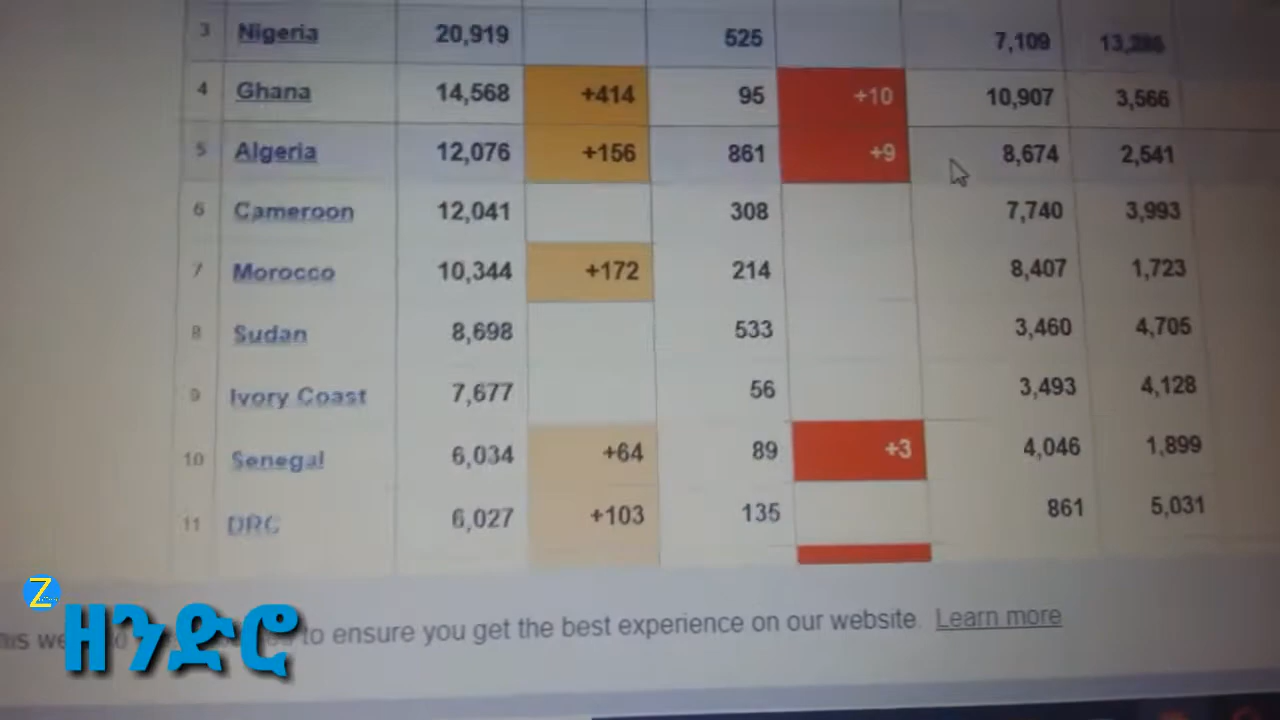 3 Nigeria 20,919 525 7,109
4 Ghana 14,568 +414 95 +10 10,907 3,566
5 Algeria 12,076 +156 861 +9 8,674 2,541
6 Cameroon 12,041 308 7,740 3,993
7 Morocco 10,344 +172 214 8,407 1,723
8 Sudan 8,698 533 3,460 4,705
9 Ivory Coast 7,677 56 3,493 4,128
10 Senegal 6,034 +64 89 +3 4,046 1,899
11 DRC 6,027 +103 135 861 5,031
to ensure you get the best experience on our website. Learn more
Z
ዘንድሮ